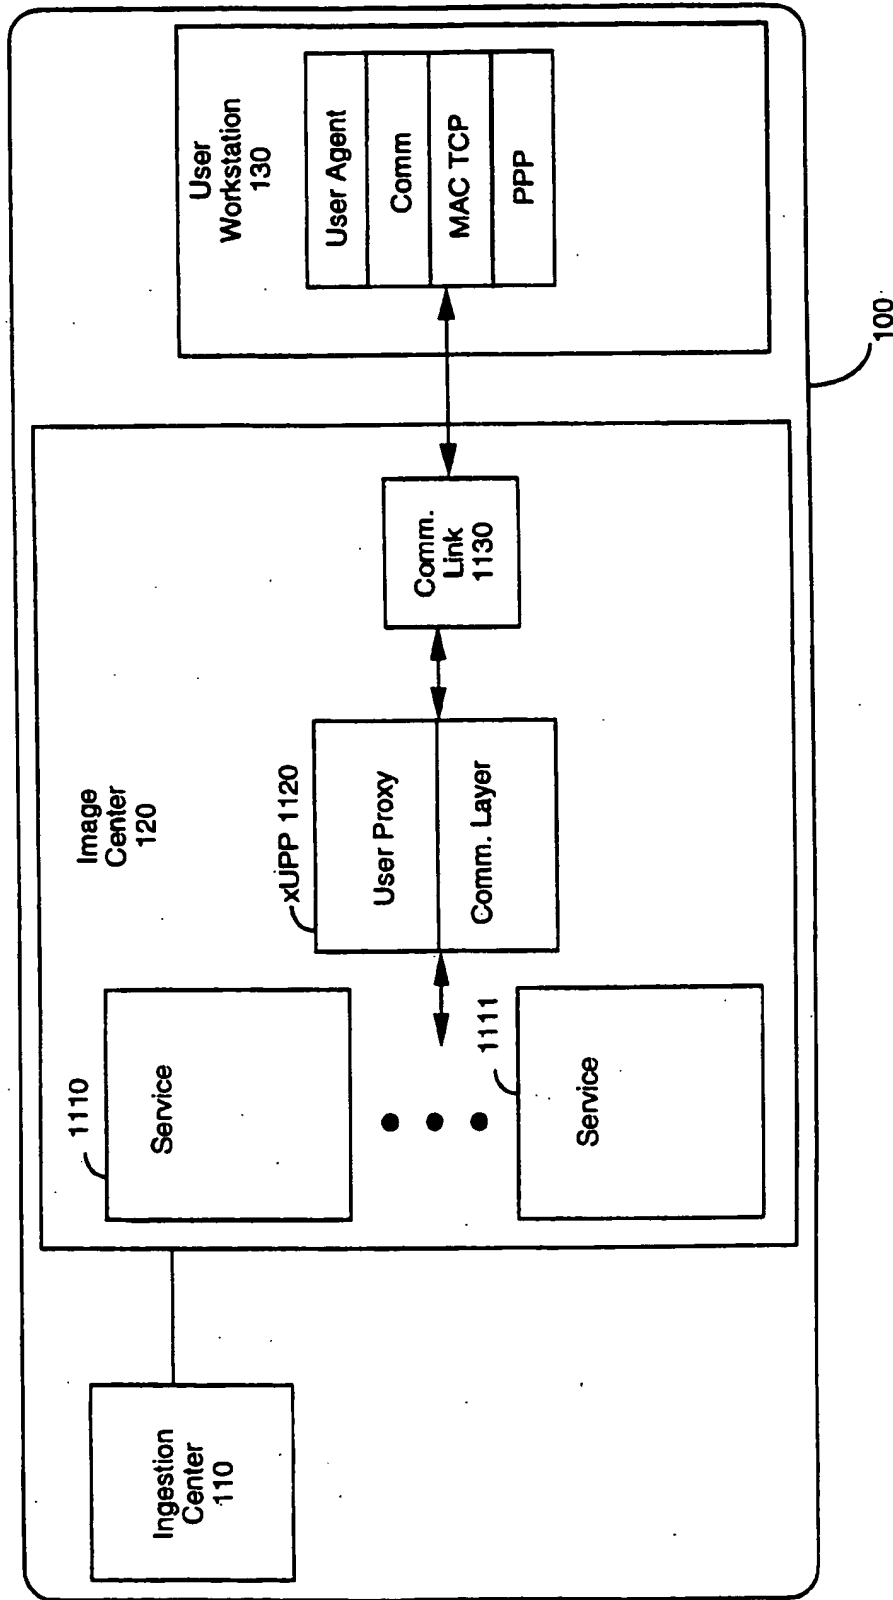 Ingestion
Center
110
Image
Center
120
1110
Service
1111
Service
xUPP 1120
User Proxy
Comm. Layer
Comm.
Link
1130
User
Workstation
130
User Agent
Comm
MAC TCP
PPP
100